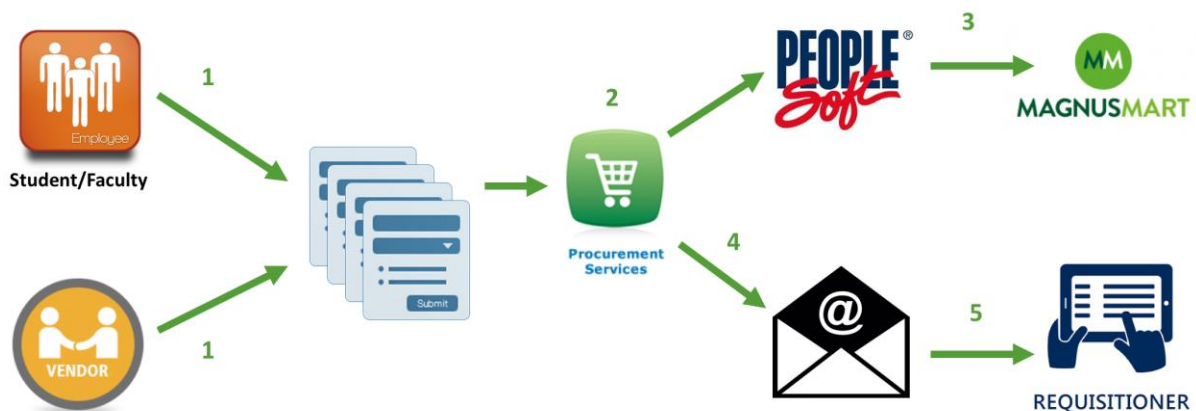 Employee
Student/Faculty
1
VENDOR
1
Submit
2
Procurement
Services
PEOPLE®
Soft
3
MM
MAGNUSMART
4
@
5
REQUISITIONER